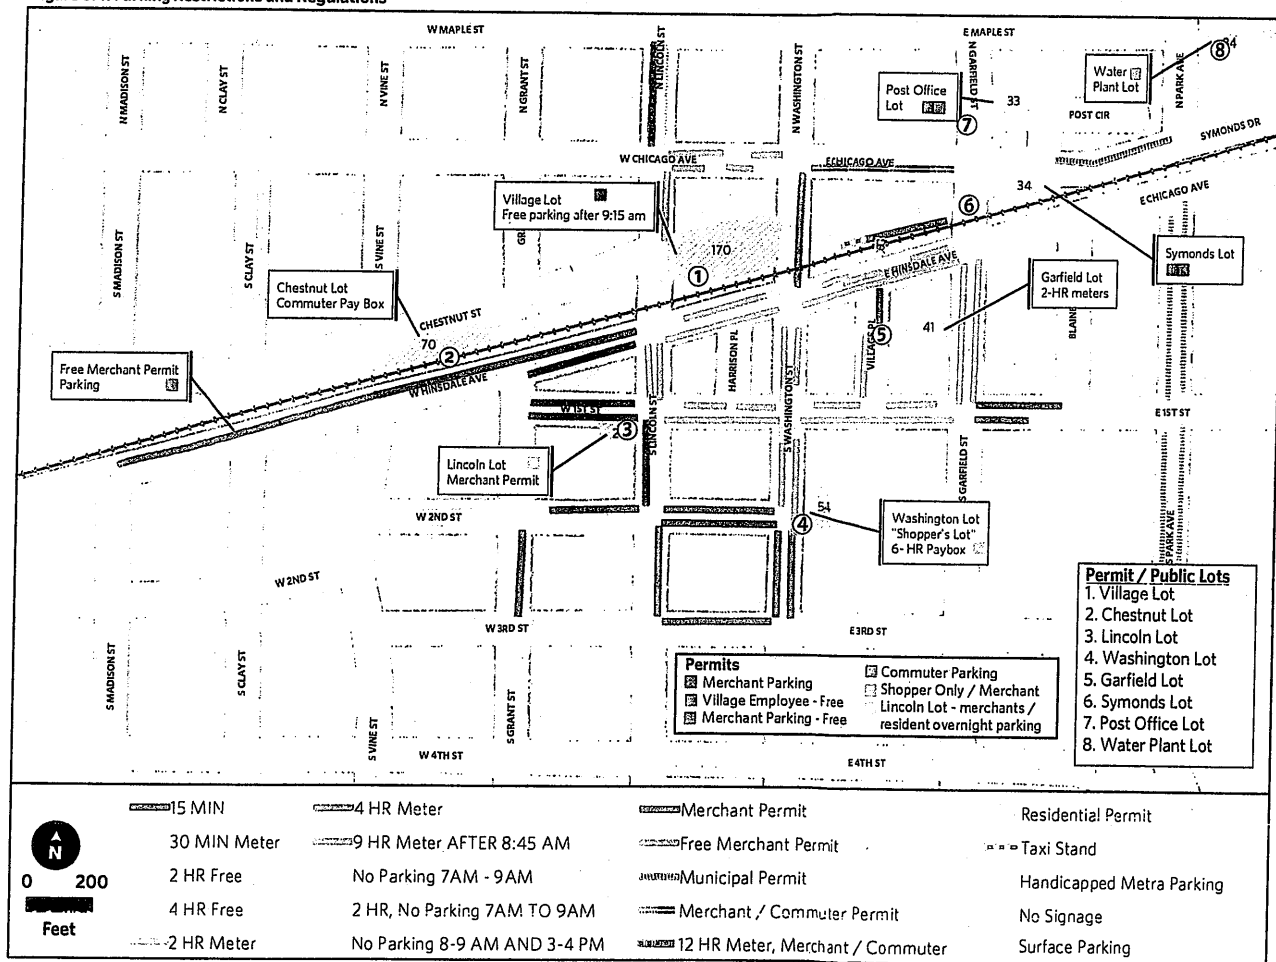 W MAPLE ST
E MAPLE ST
N MADISON ST
N CLAY ST
N VINE ST
N GRANT ST
N LINCOLN ST
N WASHINGTON ST
N GARFIELD ST
N PARK AVE
8
Water
Plant Lot
Post Office
Lot
33
7
POST CIR
SYMONDS DR
W CHICAGO AVE
E CHICAGO AVE
E CHICAGO AVE
34
Village Lot
Free parking after 9:15 am
6
170
1
E HINSDALE AVE
Symonds Lot
Garfield Lot
2-HR meters
S MADISON ST
S CLAY ST
S VINE ST
Chestnut Lot
Commuter Pay Box
CHESTNUT ST
70
2
41
5
VILLAGE PL
HARRISON PL
Free Merchant Permit
Parking
W HINSDALE AVE
W 1ST ST
E 1ST ST
3
S LINCOLN ST
S WASHINGTON ST
S GARFIELD ST
S PARK AVE
Lincoln Lot
Merchant Permit
54
4
Washington Lot
"Shopper's Lot"
6- HR Paybox
W 2ND ST
W 2ND ST
W 3RD ST
E 3RD ST
S MADISON ST
S CLAY ST
S VINE ST
S GRANT ST
W 4TH ST
E 4TH ST
Permits
Merchant Parking
Village Employee - Free
Merchant Parking - Free
Commuter Parking
Shopper Only / Merchant
Lincoln Lot - merchants /
resident overnight parking
Permit / Public Lots
1. Village Lot
2. Chestnut Lot
3. Lincoln Lot
4. Washington Lot
5. Garfield Lot
6. Symonds Lot
7. Post Office Lot
8. Water Plant Lot
N
0 200
Feet
15 MIN
30 MIN Meter
2 HR Free
4 HR Free
2 HR Meter
4 HR Meter
9 HR Meter AFTER 8:45 AM
No Parking 7AM - 9AM
2 HR, No Parking 7AM TO 9AM
No Parking 8-9 AM AND 3-4 PM
Merchant Permit
Free Merchant Permit
Municipal Permit
Merchant / Commuter Permit
12 HR Meter, Merchant / Commuter
Residential Permit
Taxi Stand
Handicapped Metra Parking
No Signage
Surface Parking